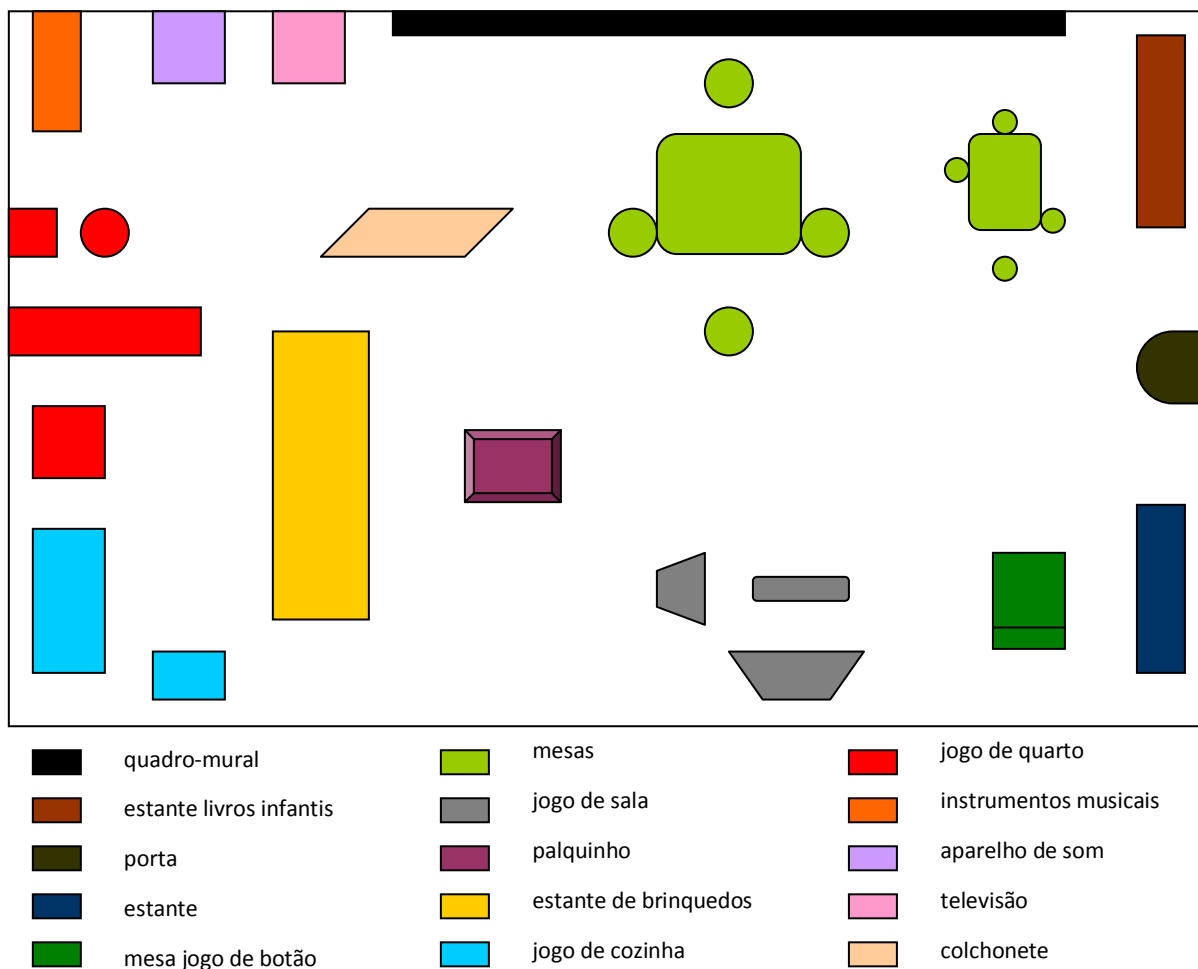 quadro-mural
estante livros infantis
porta
estante
mesa jogo de botão
mesas
jogo de sala
palquinho
estante de brinquedos
jogo de cozinha
jogo de quarto
instrumentos musicais
aparelho de som
televisão
colchonete